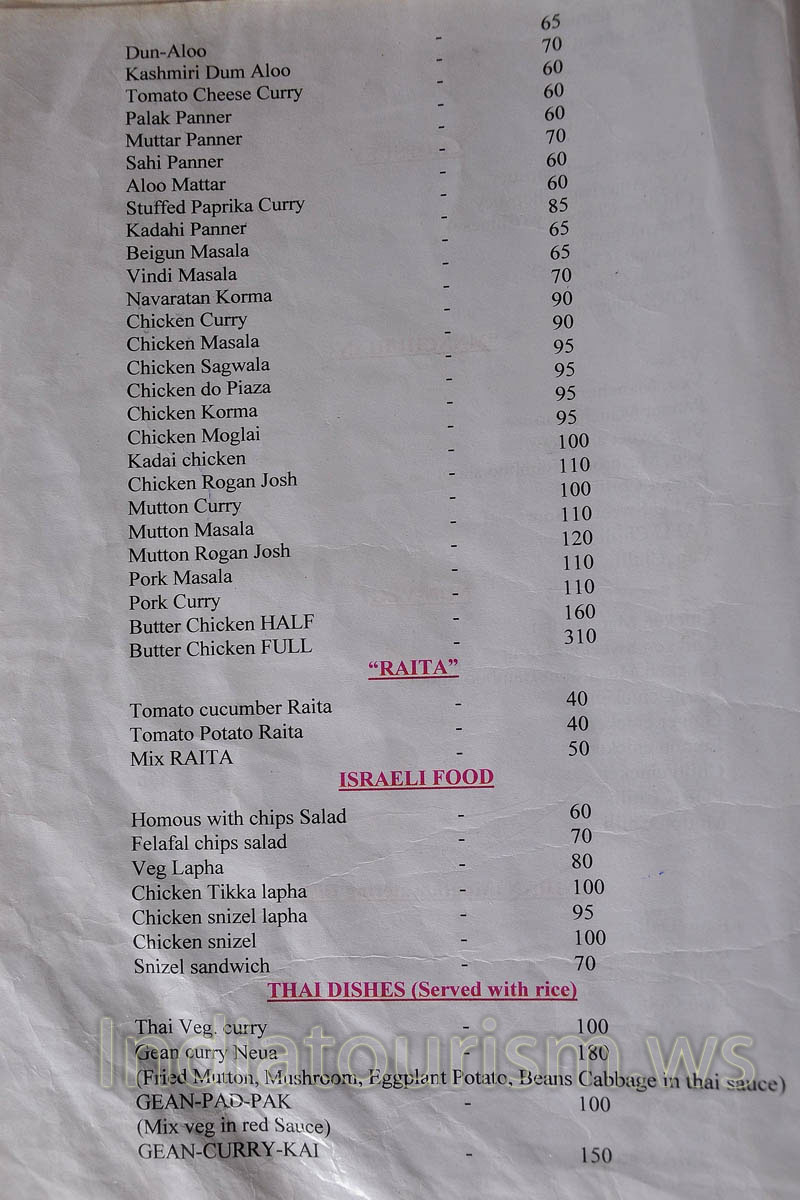 Dun-Aloo - 65
Kashmiri Dum Aloo - 70
Tomato Cheese Curry - 60
Palak Panner - 60
Muttar Panner - 60
Sahi Panner - 70
Aloo Mattar - 60
Stuffed Paprika Curry - 60
Kadahi Panner - 85
Beigun Masala - 65
Vindi Masala - 65
Navaratan Korma - 70
Chicken Curry - 90
Chicken Masala - 90
Chicken Sagwala - 95
Chicken do Piaza - 95
Chicken Korma - 95
Chicken Moglai - 95
Kadai chicken - 100
Chicken Rogan Josh - 110
Mutton Curry - 100
Mutton Masala - 110
Mutton Rogan Josh - 120
Pork Masala - 110
Pork Curry - 110
Butter Chicken HALF - 160
Butter Chicken FULL - 310
“RAITA”
Tomato cucumber Raita - 40
Tomato Potato Raita - 40
Mix RAITA - 50
ISRAELI FOOD
Homous with chips Salad - 60
Felafal chips salad - 70
Veg Lapha - 80
Chicken Tikka lapha - 100
Chicken snizel lapha - 95
Chicken snizel - 100
Snizel sandwich - 70
THAI DISHES (Served with rice)
Thai Veg. curry - 100
Gean curry Neua - 180
(Fried Mutton, Mushroom, Eggplant Potato, Beans Cabbage in thai sauce)
GEAN-PAD-PAK - 100
(Mix veg in red Sauce)
GEAN-CURRY-KAI - 150
Indiatourism.ws